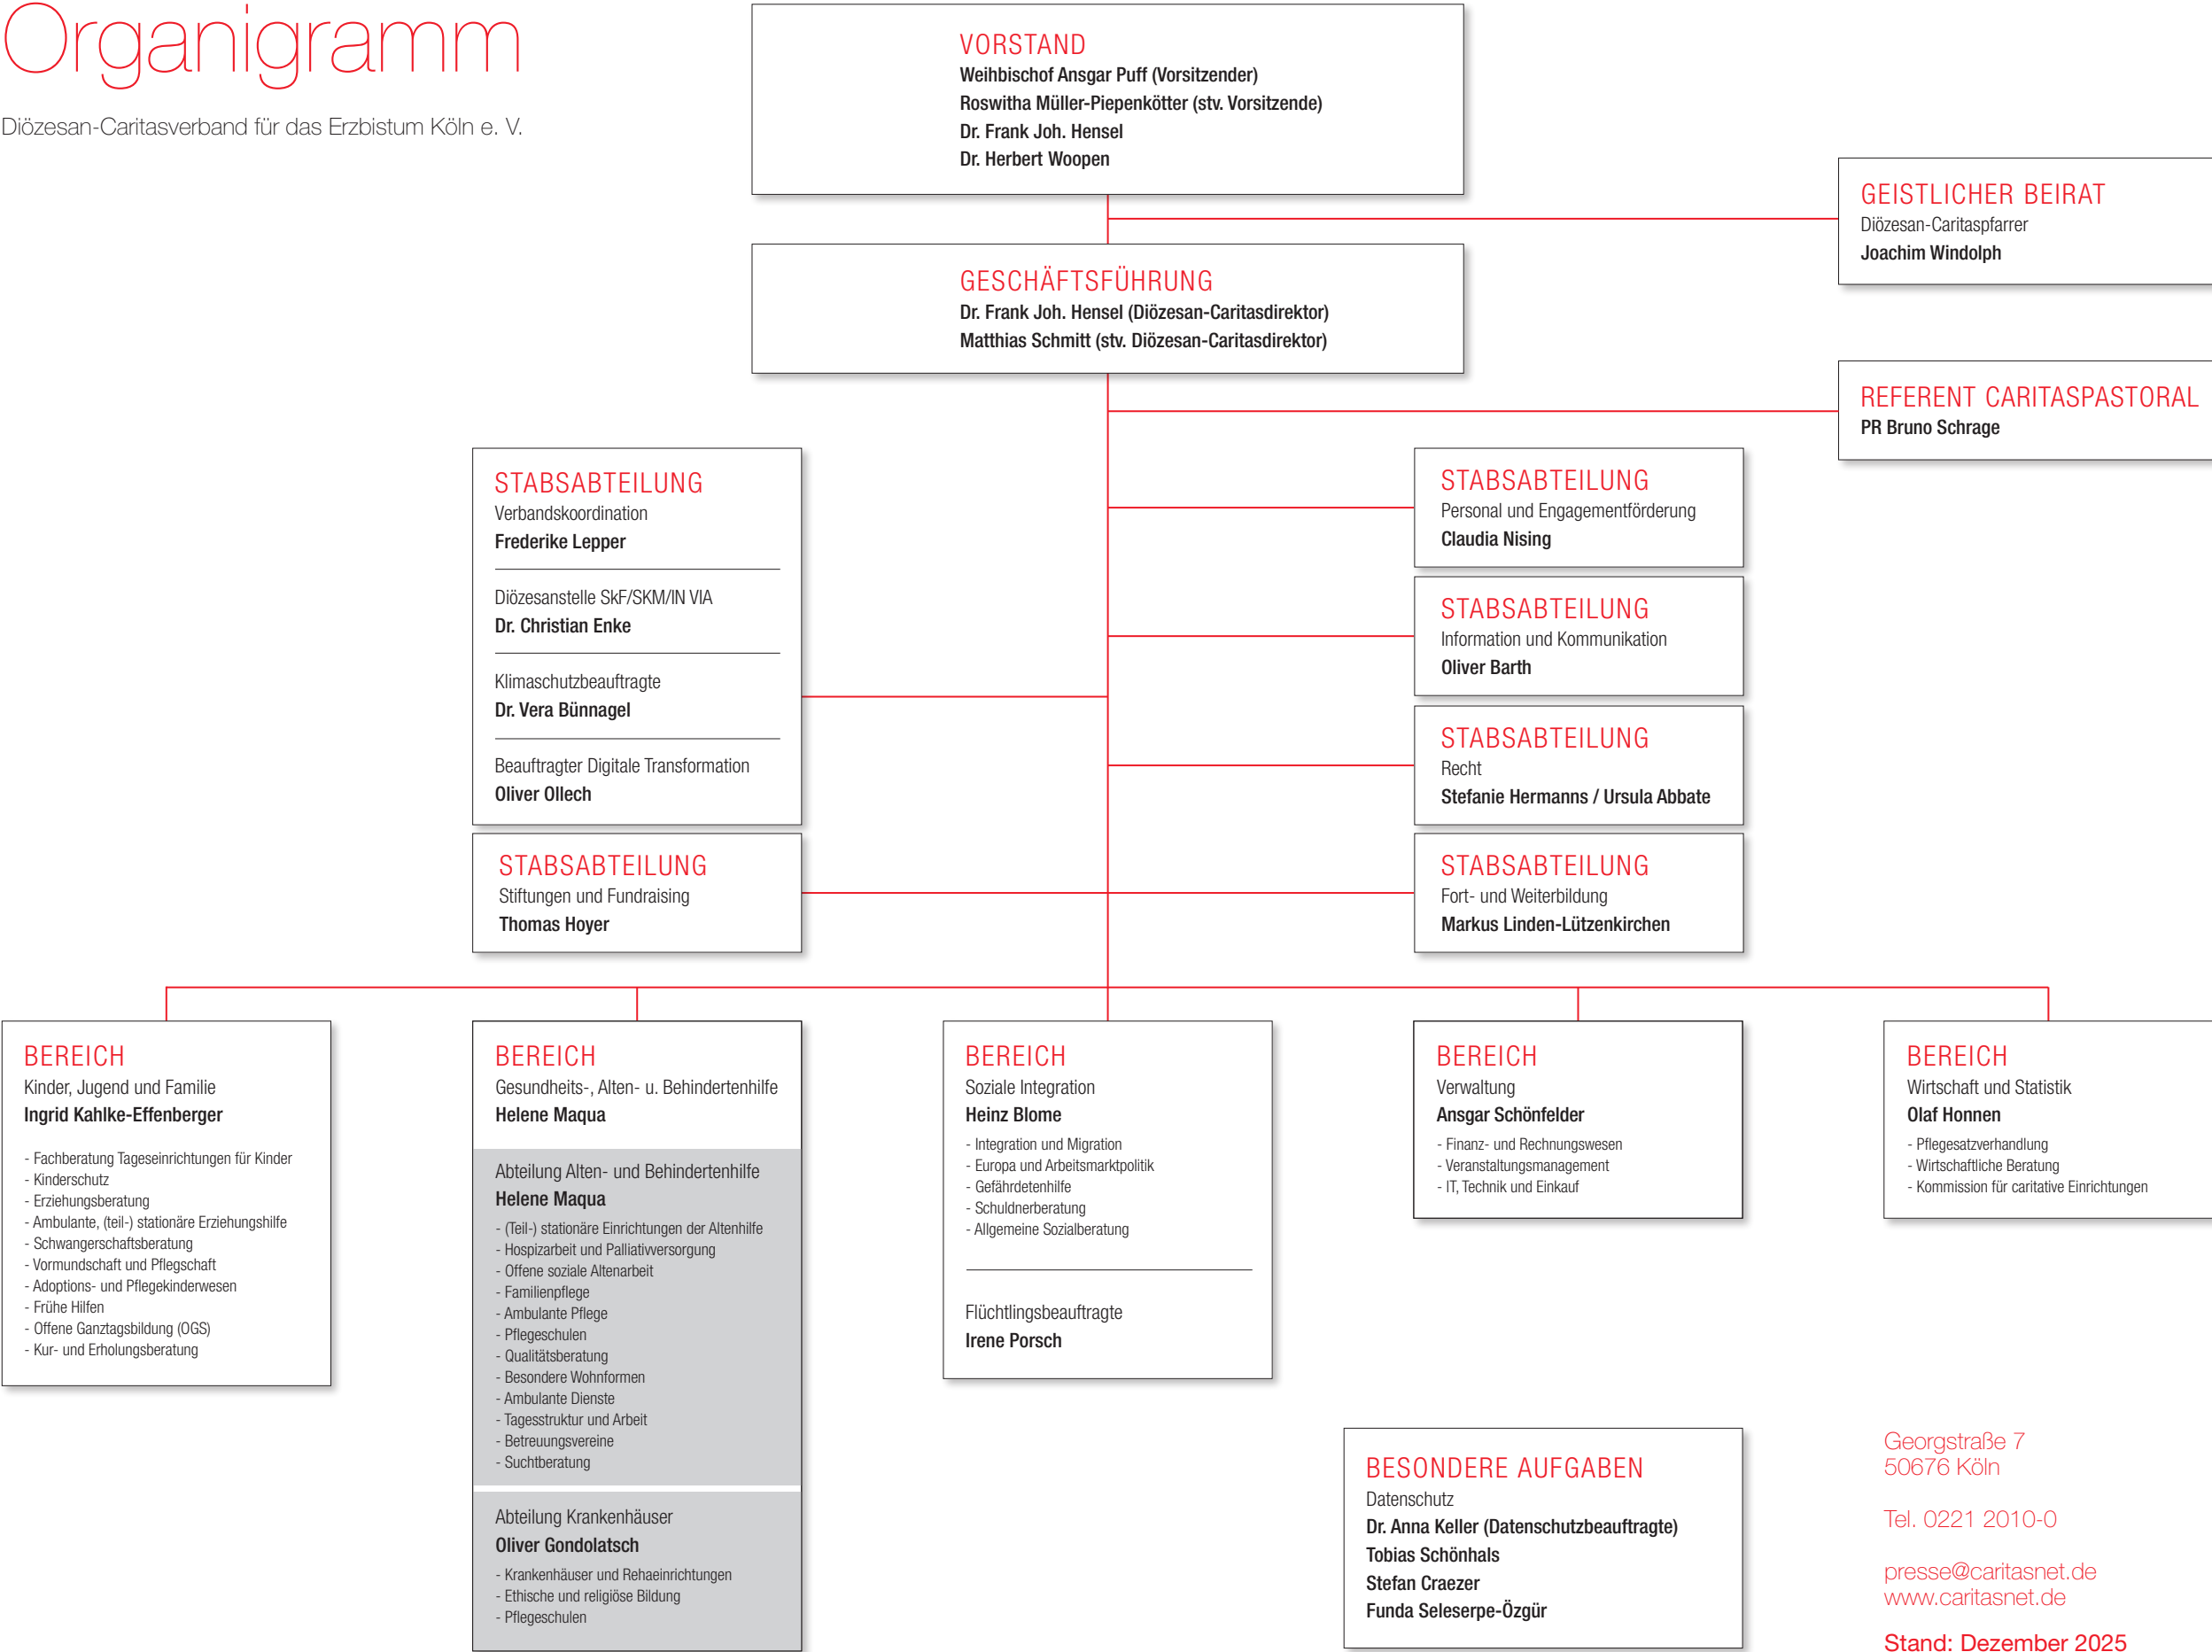 Organigramm
Diözesan-Caritasverband für das Erzbistum Köln e. V.
VORSTAND
Weihbischof Ansgar Puff (Vorsitzender)
Roswitha Müller-Piepenkötter (stv. Vorsitzende)
Dr. Frank Joh. Hensel
Dr. Herbert Woopen
GEISTLICHER BEIRAT
Diözesan-Caritaspfarrer
Joachim Windolph
GESCHÄFTSFÜHRUNG
Dr. Frank Joh. Hensel (Diözesan-Caritasdirektor)
Matthias Schmitt (stv. Diözesan-Caritasdirektor)
REFERENT CARITASPASTORAL
PR Bruno Schrage
STABSABTEILUNG
Verbandskoordination
Frederike Lepper
Diözesanstelle SkF/SKM/IN VIA
Dr. Christian Enke
Klimaschutzbeauftragte
Dr. Vera Bünnagel
Beauftragter Digitale Transformation
Oliver Ollech
STABSABTEILUNG
Stiftungen und Fundraising
Thomas Hoyer
STABSABTEILUNG
Personal und Engagementförderung
Claudia Nising
STABSABTEILUNG
Information und Kommunikation
Oliver Barth
STABSABTEILUNG
Recht
Stefanie Hermanns / Ursula Abbate
STABSABTEILUNG
Fort- und Weiterbildung
Markus Linden-Lützenkirchen
BEREICH
Kinder, Jugend und Familie
Ingrid Kahlke-Effenberger
- Fachberatung Tageseinrichtungen für Kinder
- Kinderschutz
- Erziehungsberatung
- Ambulante, (teil-) stationäre Erziehungshilfe
- Schwangerschaftsberatung
- Vormundschaft und Pflegschaft
- Adoptions- und Pflegekinderwesen
- Frühe Hilfen
- Offene Ganztagsbildung (OGS)
- Kur- und Erholungsberatung
BEREICH
Gesundheits-, Alten- u. Behindertenhilfe
Helene Maqua
Abteilung Alten- und Behindertenhilfe
Helene Maqua
- (Teil-) stationäre Einrichtungen der Altenhilfe
- Hospizarbeit und Palliativversorgung
- Offene soziale Altenarbeit
- Familienpflege
- Ambulante Pflege
- Pflegeschulen
- Qualitätsberatung
- Besondere Wohnformen
- Ambulante Dienste
- Tagesstruktur und Arbeit
- Betreuungsvereine
- Suchtberatung
Abteilung Krankenhäuser
Oliver Gondolatsch
- Krankenhäuser und Rehaeinrichtungen
- Ethische und religiöse Bildung
- Pflegeschulen
BEREICH
Soziale Integration
Heinz Blome
- Integration und Migration
- Europa und Arbeitsmarktpolitik
- Gefährdetenhilfe
- Schuldnerberatung
- Allgemeine Sozialberatung
Flüchtlingsbeauftragte
Irene Porsch
BEREICH
Verwaltung
Ansgar Schönfelder
- Finanz- und Rechnungswesen
- Veranstaltungsmanagement
- IT, Technik und Einkauf
BEREICH
Wirtschaft und Statistik
Olaf Honnen
- Pflegesatzverhandlung
- Wirtschaftliche Beratung
- Kommission für caritative Einrichtungen
BESONDERE AUFGABEN
Datenschutz
Dr. Anna Keller (Datenschutzbeauftragte)
Tobias Schönhals
Stefan Craezer
Funda Seleserpe-Özgür
Georgstraße 7
50676 Köln
Tel. 0221 2010-0
presse@caritasnet.de
www.caritasnet.de
Stand: Dezember 2025